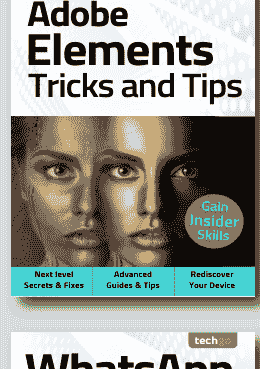 Adobe
Elements
Tricks and Tips
Gain
Insider
Skills
Next level
Secrets & Fixes
Advanced
Guides & Tips
Rediscover
Your Device
techgo
WhatsApp